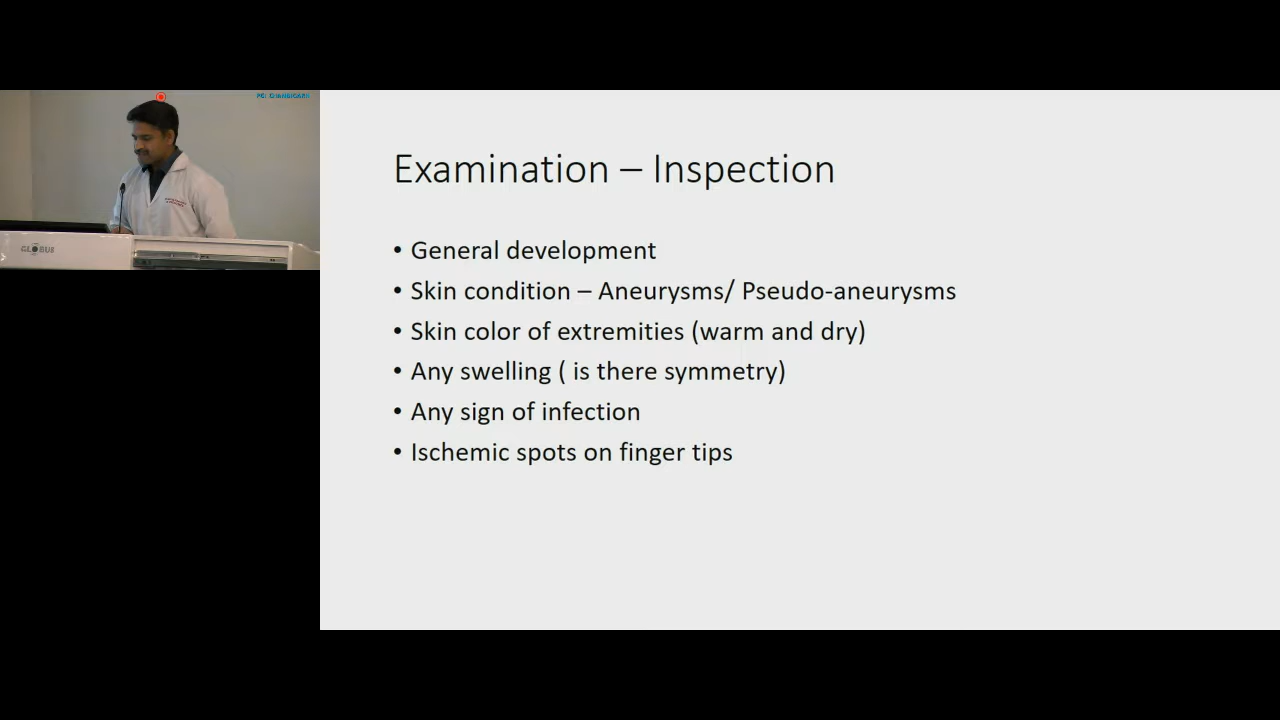 Examination – Inspection
• General development
• Skin condition – Aneurysms/ Pseudo-aneurysms
• Skin color of extremities (warm and dry)
• Any swelling ( is there symmetry)
• Any sign of infection
• Ischemic spots on finger tips
GLOBUS